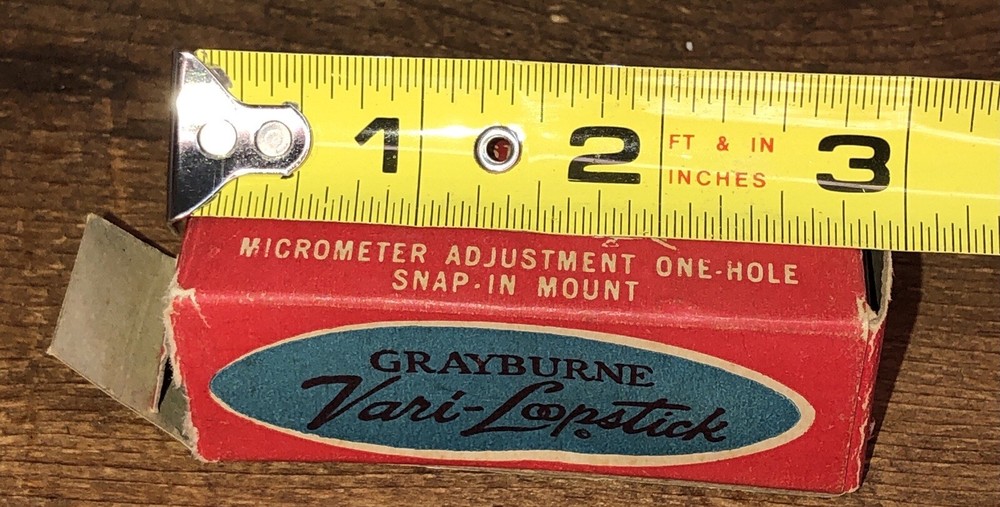 1 2 FT & IN 3
INCHES
MICROMETER ADJUSTMENT ONE-HOLE
SNAP-IN MOUNT
GRAYBURNE
Vari-Loopstick